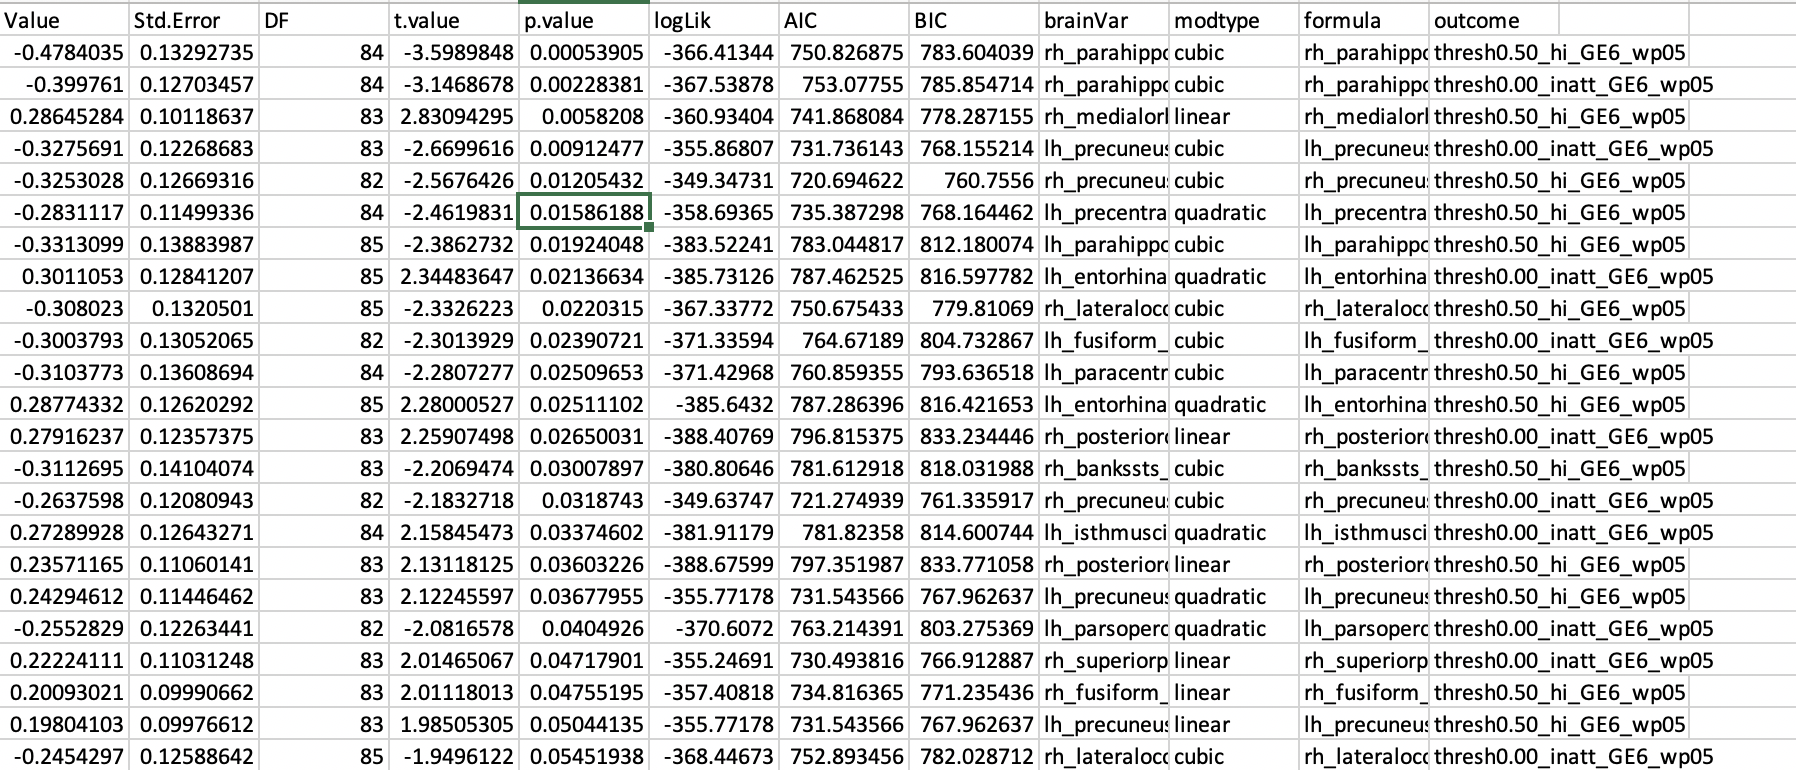 Value Std.Error DF t.value p.value logLik AIC BIC brainVar modtype formula outcome
-0.4784035 0.13292735 84 -3.5989848 0.00053905 -366.41344 750.826875 783.604039 rh_parahippc cubic rh_parahippc thresh0.50_hi_GE6_wp05
-0.399761 0.12703457 84 -3.1468678 0.00228381 -367.53878 753.07755 785.854714 rh_parahippc cubic rh_parahippc thresh0.00_inatt_GE6_wp05
0.28645284 0.10118637 83 2.83094295 0.0058208 -360.93404 741.868084 778.287155 rh_medialorl linear rh_medialorl thresh0.50_hi_GE6_wp05
-0.3275691 0.12268683 83 -2.6699616 0.00912477 -355.86807 731.736143 768.155214 lh_precuneus cubic lh_precuneus thresh0.00_inatt_GE6_wp05
-0.3253028 0.12669316 82 -2.5676426 0.01205432 -349.34731 720.694622 760.7556 rh_precuneu cubic rh_precuneu thresh0.50_hi_GE6_wp05
-0.2831117 0.11499336 84 -2.4619831 0.01586188 -358.69365 735.387298 768.164462 lh_precentra quadratic lh_precentra thresh0.50_hi_GE6_wp05
-0.3313099 0.13883987 85 -2.3862732 0.01924048 -383.52241 783.044817 812.180074 lh_parahippc cubic lh_parahippc thresh0.50_hi_GE6_wp05
0.3011053 0.12841207 85 2.34483647 0.02136634 -385.73126 787.462525 816.597782 lh_entorhina quadratic lh_entorhina thresh0.00_inatt_GE6_wp05
-0.308023 0.1320501 85 -2.3326223 0.0220315 -367.33772 750.675433 779.81069 rh_lateralocc cubic rh_lateralocc thresh0.50_hi_GE6_wp05
-0.3003793 0.13052065 82 -2.3013929 0.02390721 -371.33594 764.67189 804.732867 lh_fusiform_ cubic lh_fusiform_ thresh0.00_inatt_GE6_wp05
-0.3103773 0.13608694 84 -2.2807277 0.02509653 -371.42968 760.859355 793.636518 lh_paracentr cubic lh_paracentr thresh0.50_hi_GE6_wp05
0.28774332 0.12620292 85 2.28000527 0.02511102 -385.6432 787.286396 816.421653 lh_entorhina quadratic lh_entorhina thresh0.50_hi_GE6_wp05
0.27916237 0.12357375 83 2.25907498 0.02650031 -388.40769 796.815375 833.234446 rh_posteriorc linear rh_posteriorc thresh0.00_inatt_GE6_wp05
-0.3112695 0.14104074 83 -2.2069474 0.03007897 -380.80646 781.612918 818.031988 rh_bankssts_ cubic rh_bankssts_ thresh0.50_hi_GE6_wp05
-0.2637598 0.12080943 82 -2.1832718 0.0318743 -349.63747 721.274939 761.335917 rh_precuneu cubic rh_precuneu thresh0.00_inatt_GE6_wp05
0.27289928 0.12643271 84 2.15845473 0.03374602 -381.91179 781.82358 814.600744 lh_isthmusci quadratic lh_isthmusci thresh0.00_inatt_GE6_wp05
0.23571165 0.11060141 83 2.13118125 0.03603226 -388.67599 797.351987 833.771058 rh_posteriorc linear rh_posteriorc thresh0.50_hi_GE6_wp05
0.24294612 0.11446462 83 2.12245597 0.03677955 -355.77178 731.543566 767.962637 lh_precuneus quadratic lh_precuneus thresh0.50_hi_GE6_wp05
-0.2552829 0.12263441 82 -2.0816578 0.0404926 -370.6072 763.214391 803.275369 lh_parsoperc quadratic lh_parsoperc thresh0.00_inatt_GE6_wp05
0.22224111 0.11031248 83 2.01465067 0.04717901 -355.24691 730.493816 766.912887 rh_superiorp linear rh_superiorp thresh0.00_inatt_GE6_wp05
0.20093021 0.09990662 83 2.01118013 0.04755195 -357.40818 734.816365 771.235436 rh_fusiform_ linear rh_fusiform_ thresh0.50_hi_GE6_wp05
0.19804103 0.09976612 83 1.98505305 0.05044135 -355.77178 731.543566 767.962637 lh_precuneus linear lh_precuneus thresh0.50_hi_GE6_wp05
-0.2454297 0.12588642 85 -1.9496122 0.05451938 -368.44673 752.893456 782.028712 rh_lateralocc cubic rh_lateralocc thresh0.00_inatt_GE6_wp05